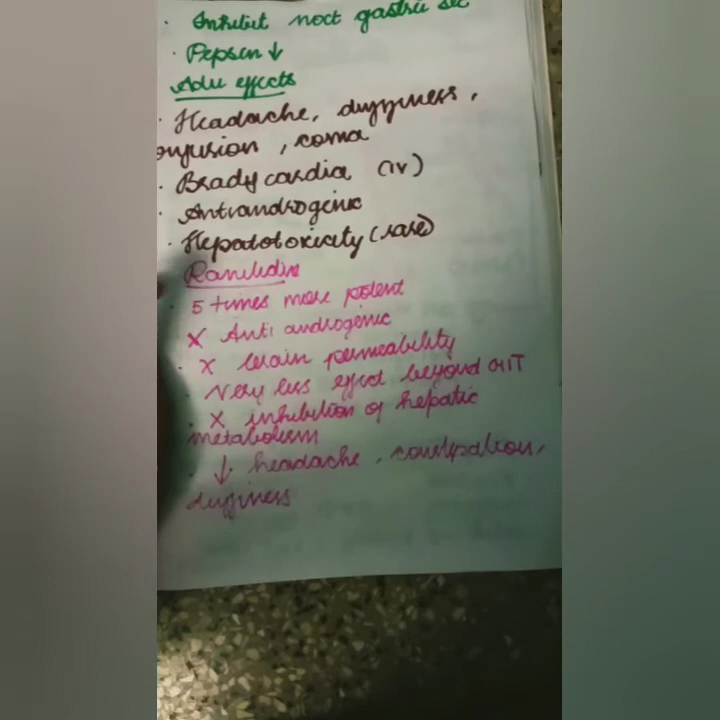 · Inhibit noct gastric sec
· Pepsin ↓
Adv effects
· Headache, dizziness,
onfusion, coma
· Bradycardia (iv)
· Antiandrogenic
· Hepatotoxicity (rare)
Ranitidine
· 5 times more potent
X Anti androgenic
· X brain permeability
· Very less effect beyond GIT
· X inhibition of hepatic
metabolism
· ↓ headache, constipation,
dizziness